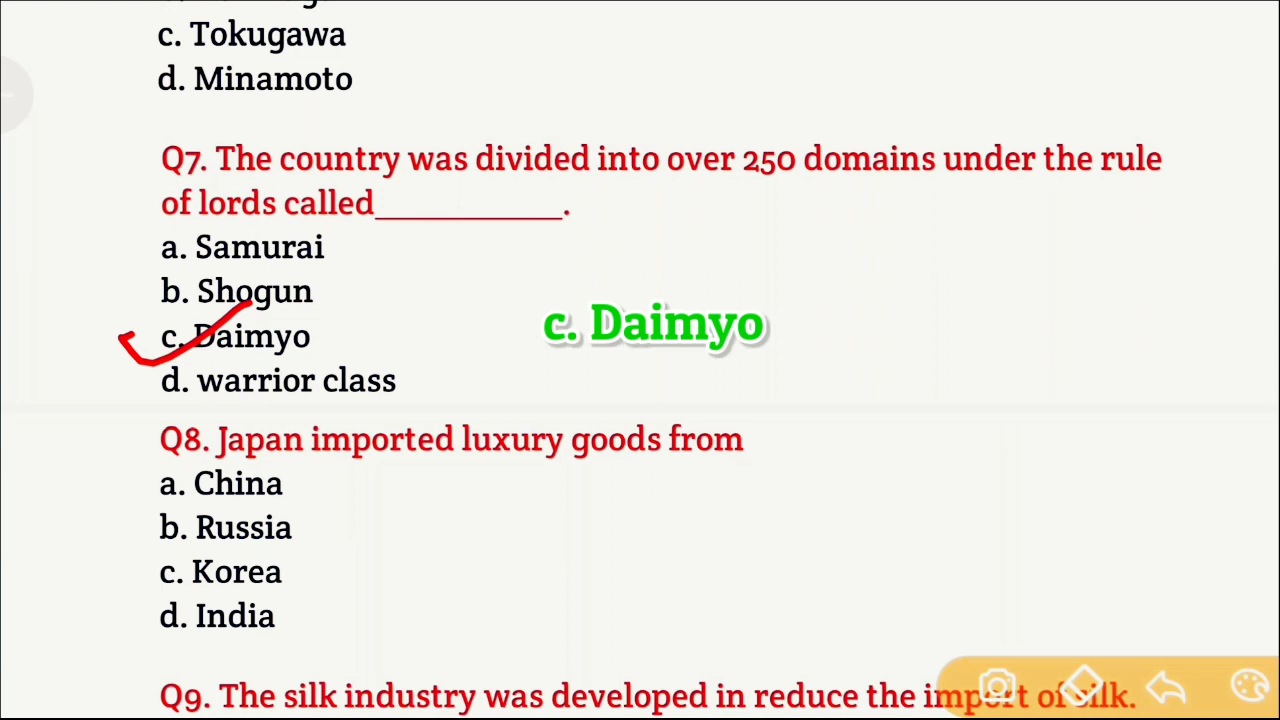 c. Tokugawa
d. Minamoto
Q7. The country was divided into over 250 domains under the rule
of lords called__________.
a. Samurai
b. Shogun
c. Daimyo
c. Daimyo
d. warrior class
Q8. Japan imported luxury goods from
a. China
b. Russia
c. Korea
d. India
Q9. The silk industry was developed in reduce the import of silk.